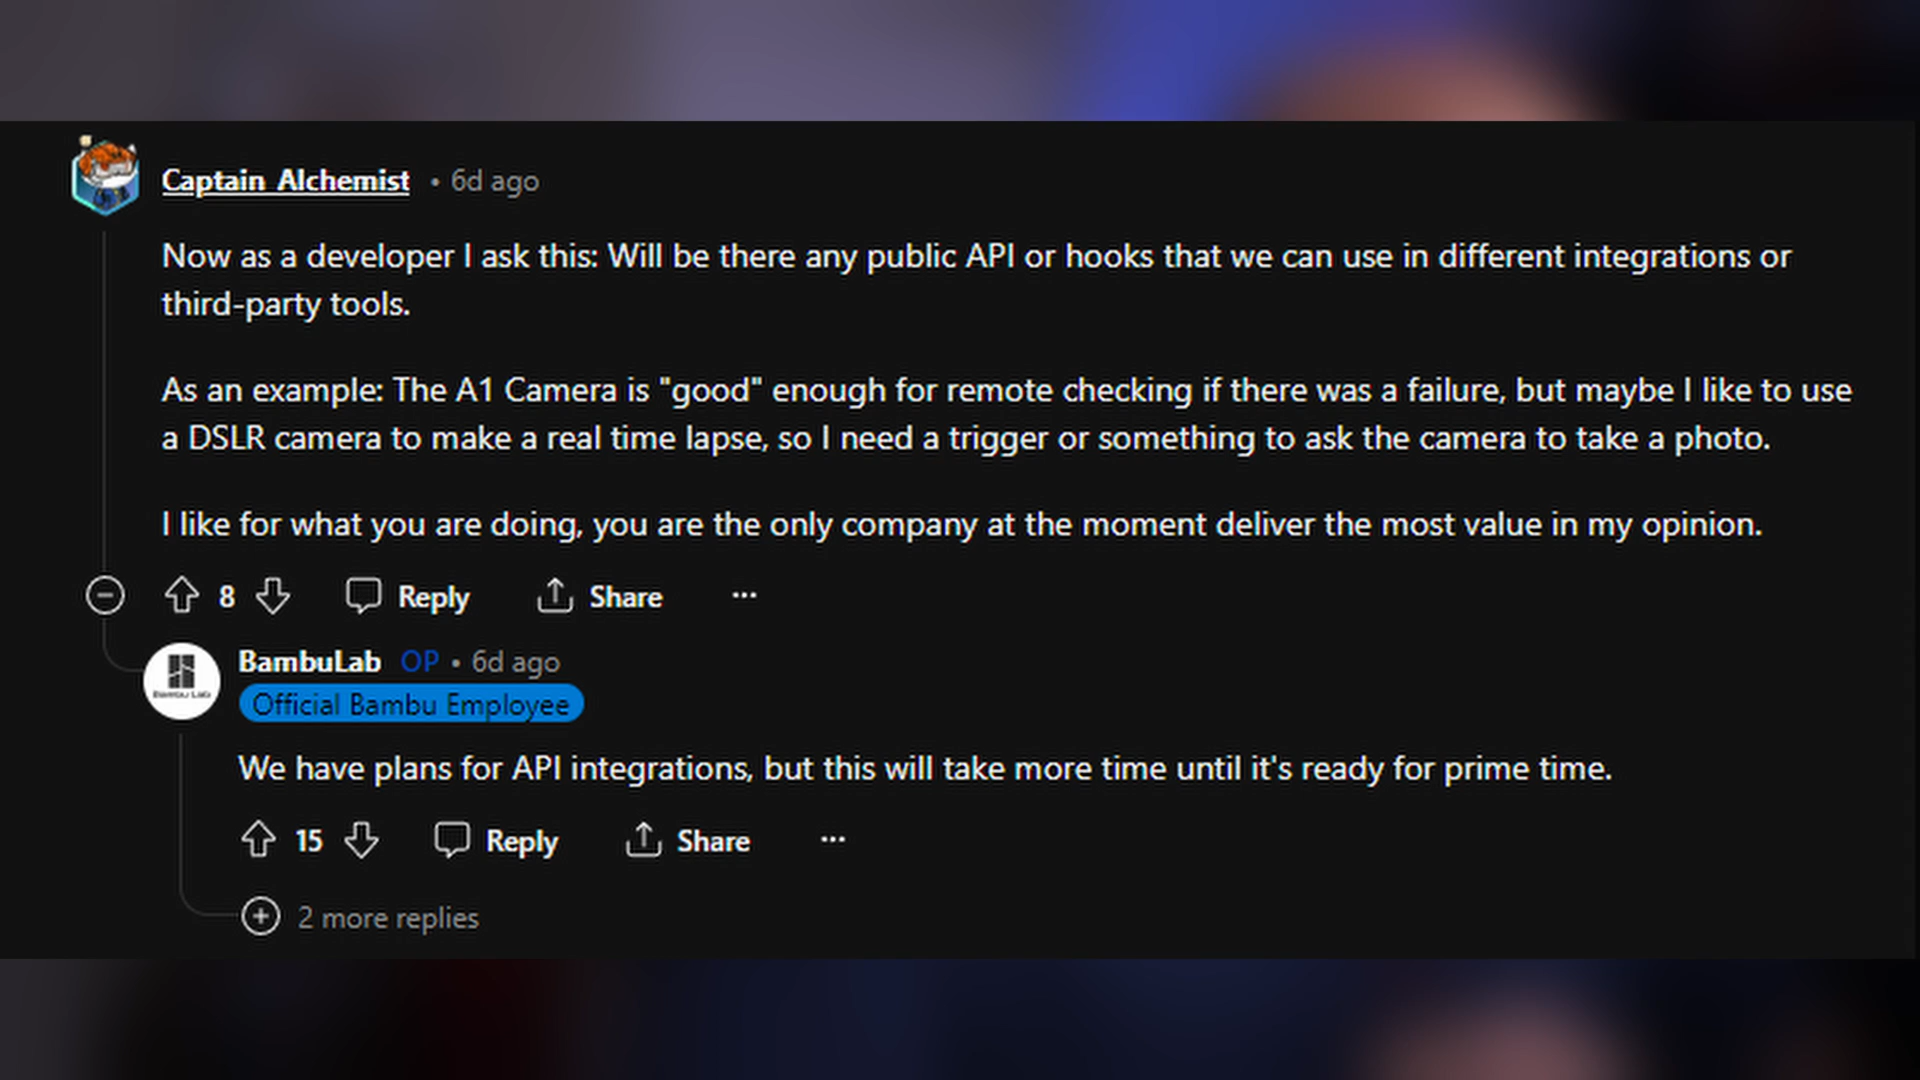 Captain Alchemist • 6d ago
Now as a developer I ask this: Will be there any public API or hooks that we can use in different integrations or
third-party tools.
As an example: The A1 Camera is "good" enough for remote checking if there was a failure, but maybe I like to use
a DSLR camera to make a real time lapse, so I need a trigger or something to ask the camera to take a photo.
I like for what you are doing, you are the only company at the moment deliver the most value in my opinion.
8 Reply Share ...
BambuLab OP • 6d ago
Bambu Lab
Official Bambu Employee
We have plans for API integrations, but this will take more time until it's ready for prime time.
15 Reply Share ...
2 more replies